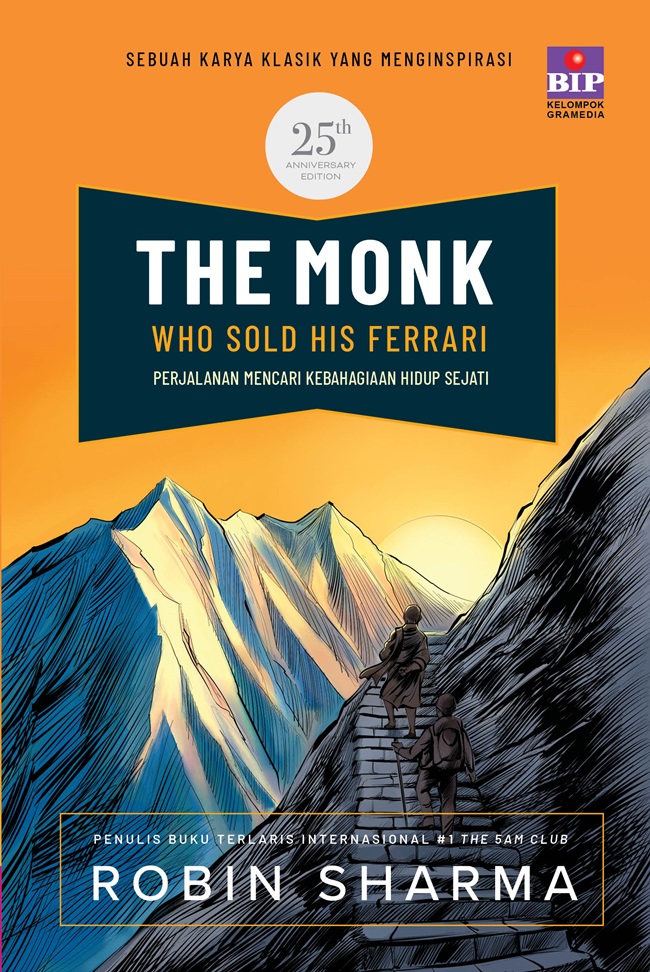 SEBUAH KARYA KLASIK YANG MENGINSPIRASI
BIP
KELOMPOK
GRAMEDIA
25th
ANNIVERSARY
EDITION
THE MONK
WHO SOLD HIS FERRARI
PERJALANAN MENCARI KEBAHAGIAAN HIDUP SEJATI
PENULIS BUKU TERLARIS INTERNASIONAL #1 THE 5AM CLUB
ROBIN SHARMA